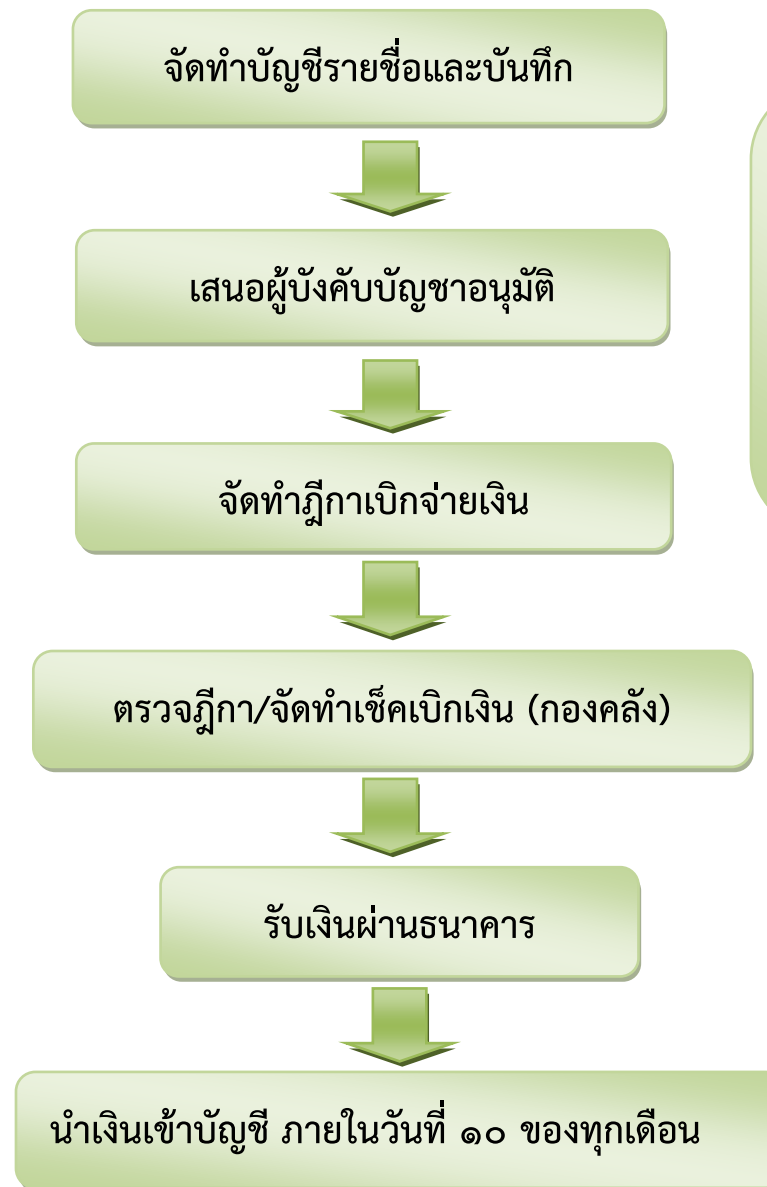 จัดทำบัญชีรายชื่อและบันทึก
เสนอผู้บังคับบัญชาอนุมัติ
จัดทำฎีกาเบิกจ่ายเงิน
ตรวจฎีกา/จัดทำเช็คเบิกเงิน (กองคลัง)
รับเงินผ่านธนาคาร
นำเงินเข้าบัญชี ภายในวันที่ ๑๐ ของทุกเดือน